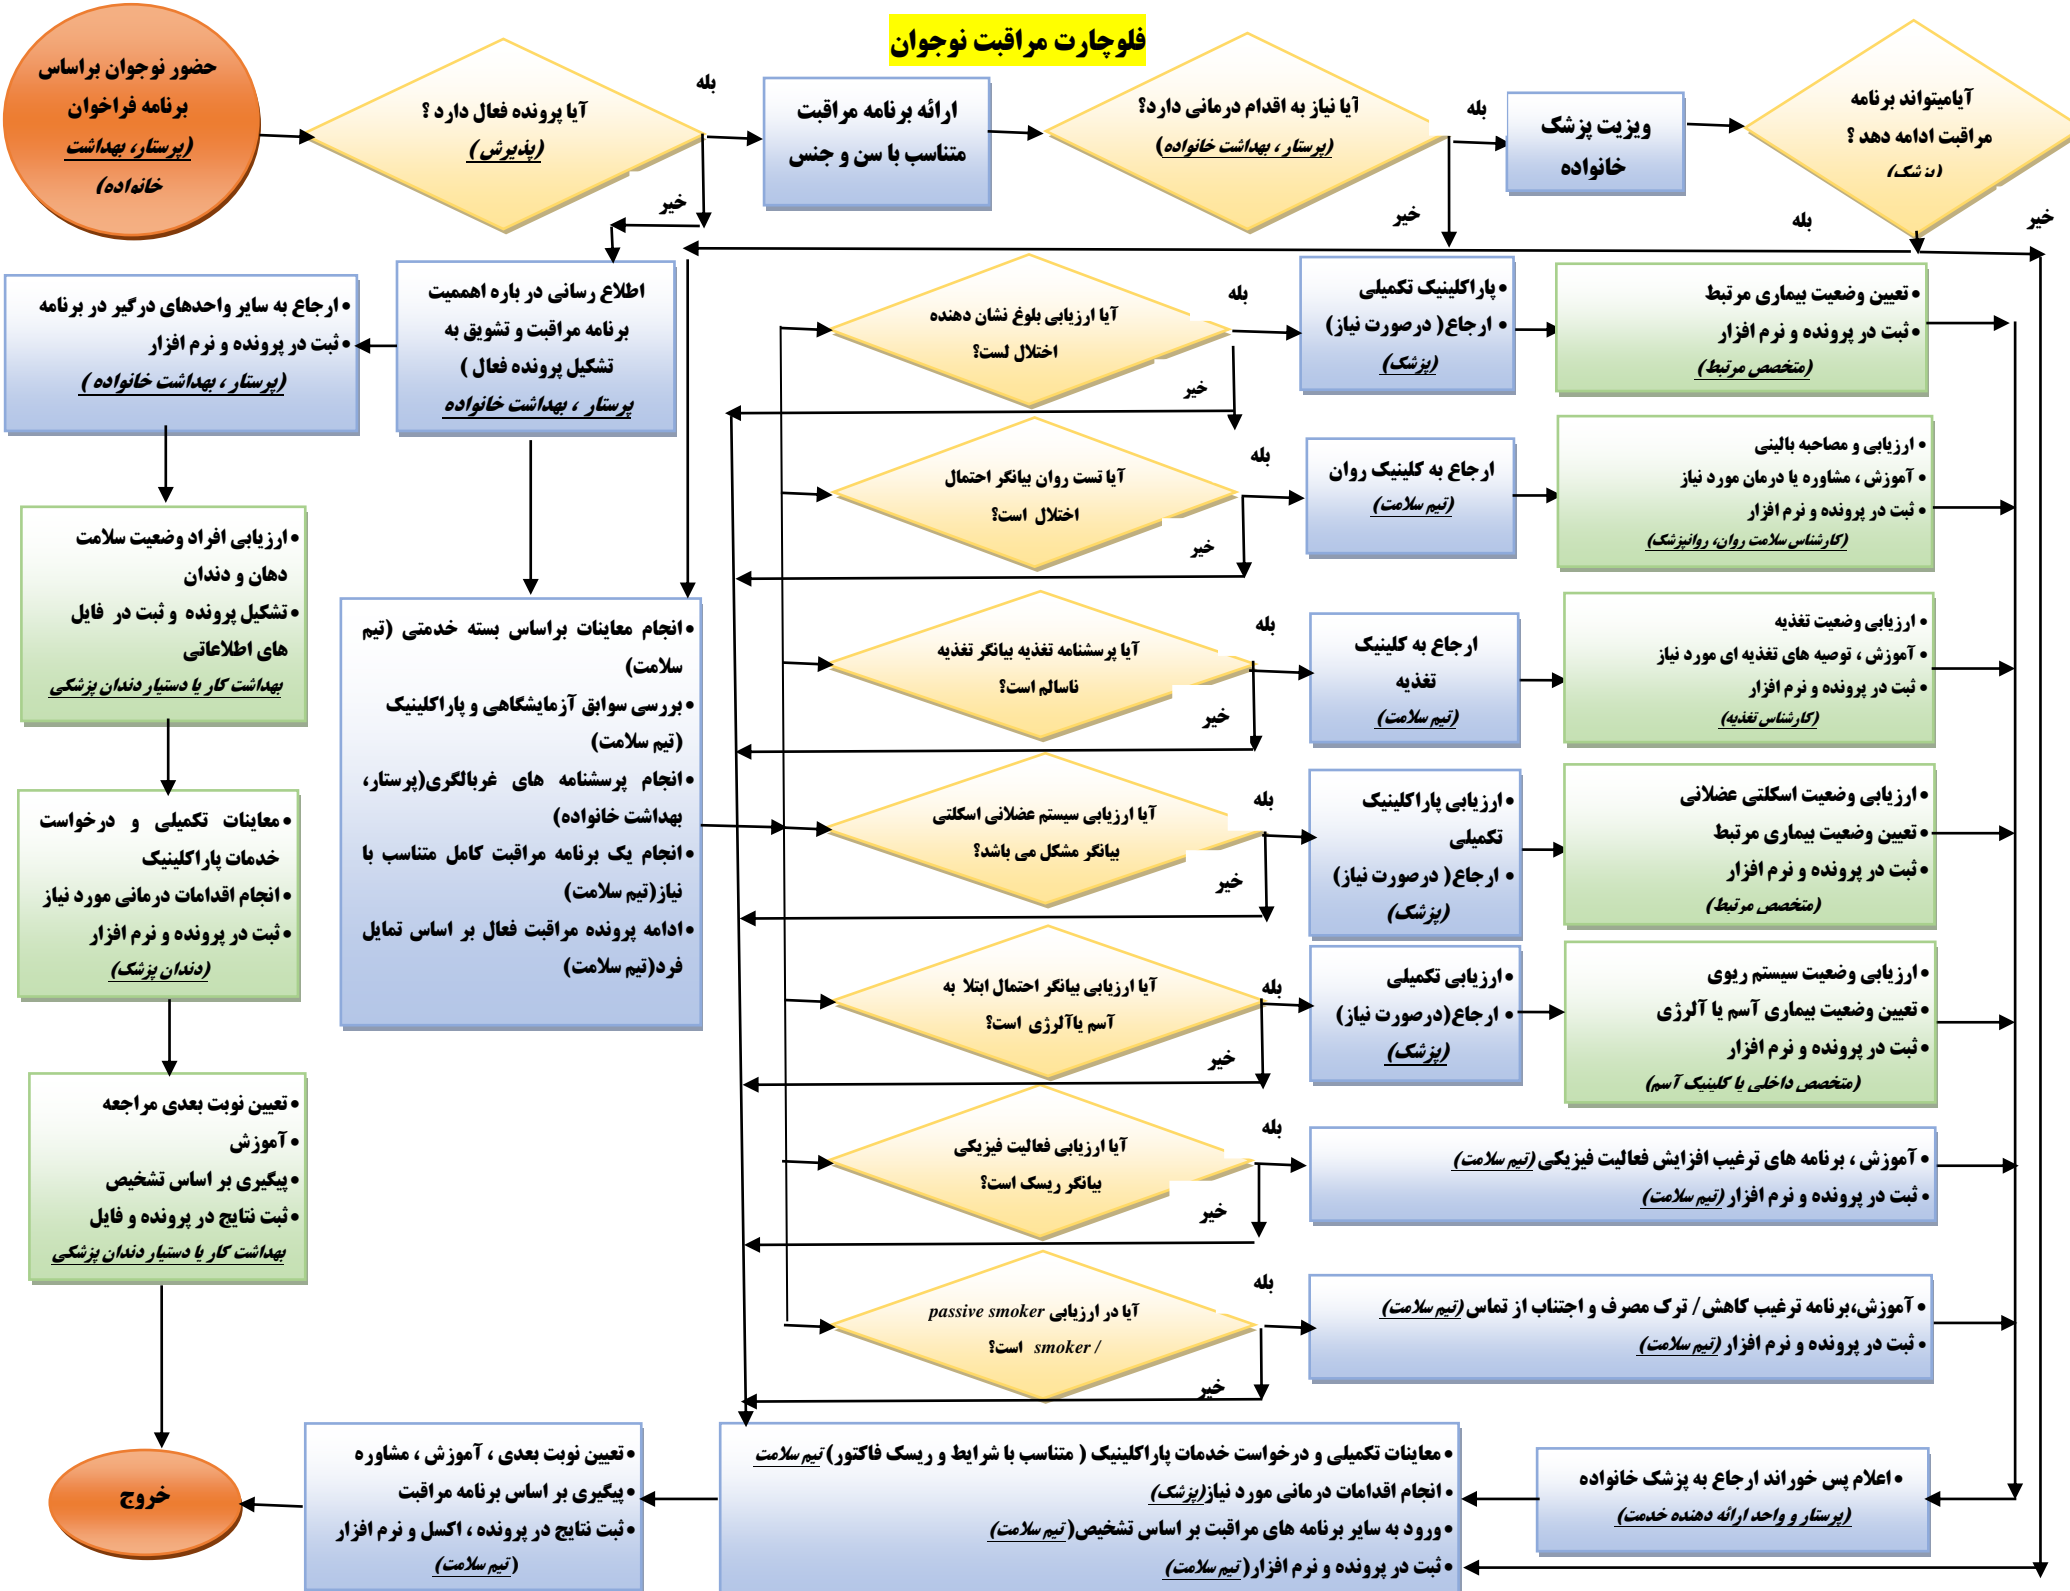 فلوچارت مراقبت نوجوان
حضور نوجوان براساس
برنامه فراخوان
(پرستار، بهداشت
خانواده)
آیا پرونده فعال دارد ؟
(پذیرش )
بله
خیر
ارائه برنامه مراقبت
متناسب با سن و جنس
آیا نیاز به اقدام درمانی دارد؟
(پرستار ، بهداشت خانواده)
بله
خیر
ویزیت پزشک
خانواده
آیامیتواند برنامه
مراقبت ادامه دهد ؟
(پزشک)
بله
خیر
اطلاع رسانی در باره اهمیت
برنامه مراقبت و تشویق به
تشکیل پرونده فعال )
پرستار ، بهداشت خانواده
• ارجاع به سایر واحدهای درگیر در برنامه
• ثبت در پرونده و نرم افزار
(پرستار ، بهداشت خانواده )
• ارزیابی افراد وضعیت سلامت
دهان و دندان
• تشکیل پرونده و ثبت در فایل
های اطلاعاتی
بهداشت کار یا دستیار دندان پزشکی
• معاینات تکمیلی و درخواست
خدمات پاراکلینیک
• انجام اقدامات درمانی مورد نیاز
• ثبت در پرونده و نرم افزار
(دندان پزشک)
• تعیین نوبت بعدی مراجعه
• آموزش
• پیگیری بر اساس تشخیص
• ثبت نتایج در پرونده و فایل
بهداشت کار یا دستیار دندان پزشکی
• انجام معاینات براساس بسته خدمتی (تیم
سلامت)
• بررسی سوابق آزمایشگاهی و پاراکلینیک
(تیم سلامت)
• انجام پرسشنامه های غربالگری(پرستار،
بهداشت خانواده)
• انجام یک برنامه مراقبت کامل متناسب با
نیاز(تیم سلامت)
• ادامه پرونده مراقبت فعال بر اساس تمایل
فرد(تیم سلامت)
آیا ارزیابی بلوغ نشان دهنده
اختلال لست؟
بله
خیر
• پاراکلینیک تکمیلی
• ارجاع( درصورت نیاز)
(پزشک)
• تعیین وضعیت بیماری مرتبط
• ثبت در پرونده و نرم افزار
(متخصص مرتبط)
آیا تست روان بیانگر احتمال
اختلال است؟
بله
خیر
ارجاع به کلینیک روان
(تیم سلامت)
• ارزیابی و مصاحبه بالینی
• آموزش ، مشاوره یا درمان مورد نیاز
• ثبت در پرونده و نرم افزار
(کارشناس سلامت روان، روانپزشک)
آیا پرسشنامه تغذیه بیانگر تغذیه
ناسالم است؟
بله
خیر
ارجاع به کلینیک
تغذیه
(تیم سلامت)
• ارزیابی وضعیت تغذیه
• آموزش ، توصیه های تغذیه ای مورد نیاز
• ثبت در پرونده و نرم افزار
(کارشناس تغذیه)
آیا ارزیابی سیستم عضلانی اسکلتی
بیانگر مشکل می باشد؟
بله
خیر
• ارزیابی پاراکلینیک
تکمیلی
• ارجاع( درصورت نیاز)
(پزشک)
• ارزیابی وضعیت اسکلتی عضلانی
• تعیین وضعیت بیماری مرتبط
• ثبت در پرونده و نرم افزار
(متخصص مرتبط)
آیا ارزیابی بیانگر احتمال ابتلا به
آسم یاآلرژی است؟
بله
خیر
• ارزیابی تکمیلی
• ارجاع(درصورت نیاز)
(پزشک)
• ارزیابی وضعیت سیستم ریوی
• تعیین وضعیت بیماری آسم یا آلرژی
• ثبت در پرونده و نرم افزار
(متخصص داخلی یا کلینیک آسم)
آیا ارزیابی فعالیت فیزیکی
بیانگر ریسک است؟
بله
خیر
• آموزش ، برنامه های ترغیب افزایش فعالیت فیزیکی (تیم سلامت)
• ثبت در پرونده و نرم افزار (تیم سلامت)
آیا در ارزیابی passive smoker
/ smoker است؟
بله
خیر
• آموزش،برنامه ترغیب کاهش/ ترک مصرف و اجتناب از تماس (تیم سلامت)
• ثبت در پرونده و نرم افزار (تیم سلامت)
• اعلام پس خوراند ارجاع به پزشک خانواده
(پرستار و واحد ارائه دهنده خدمت)
• معاینات تکمیلی و درخواست خدمات پاراکلینیک ( متناسب با شرایط و ریسک فاکتور) تیم سلامت
• انجام اقدامات درمانی مورد نیاز(پزشک)
• ورود به سایر برنامه های مراقبت بر اساس تشخیص( تیم سلامت)
• ثبت در پرونده و نرم افزار( تیم سلامت)
• تعیین نوبت بعدی ، آموزش ، مشاوره
• پیگیری بر اساس برنامه مراقبت
• ثبت نتایج در پرونده ، اکسل و نرم افزار
( تیم سلامت)
خروج